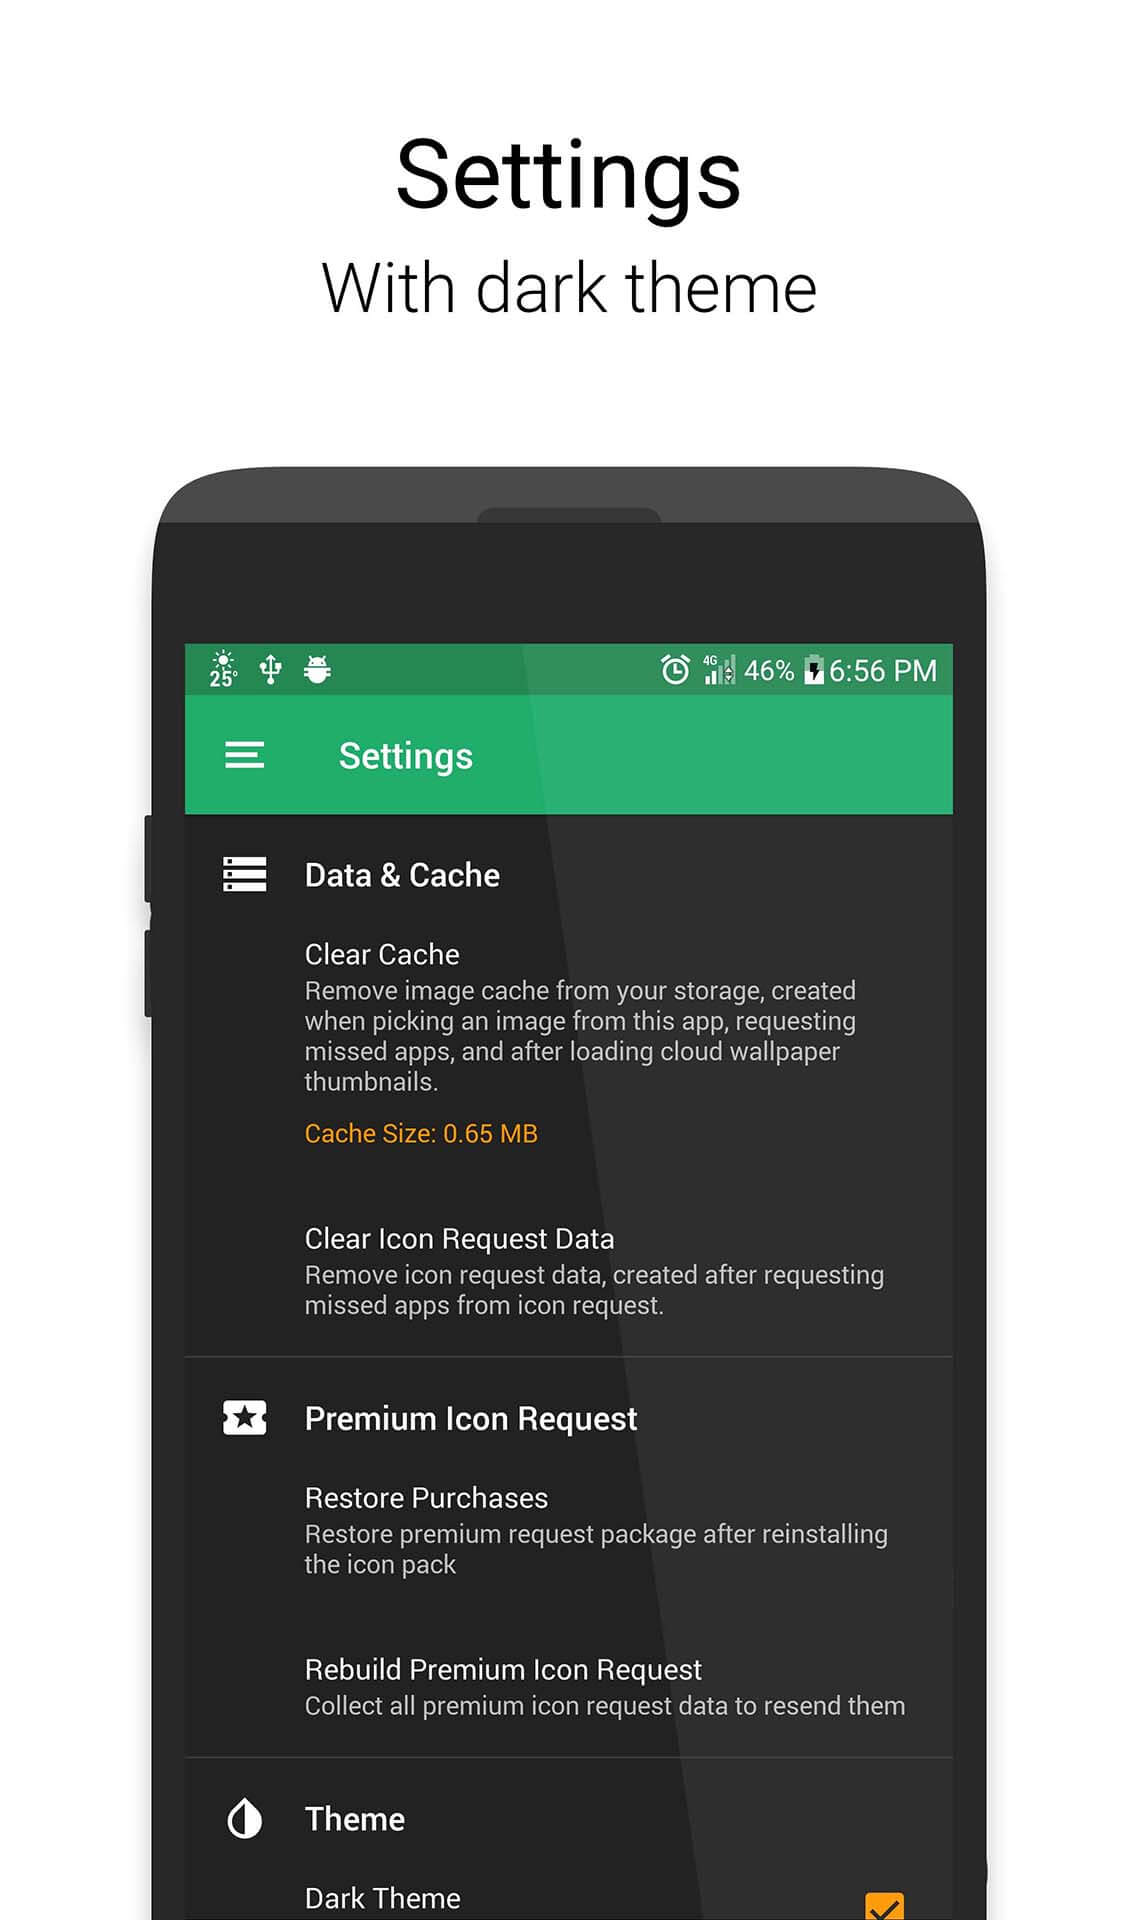 Settings
With dark theme
25°
4G 46% 6:56 PM
Settings
Data & Cache
Clear Cache
Remove image cache from your storage, created
when picking an image from this app, requesting
missed apps, and after loading cloud wallpaper
thumbnails.
Cache Size: 0.65 MB
Clear Icon Request Data
Remove icon request data, created after requesting
missed apps from icon request.
Premium Icon Request
Restore Purchases
Restore premium request package after reinstalling
the icon pack
Rebuild Premium Icon Request
Collect all premium icon request data to resend them
Theme
Dark Theme